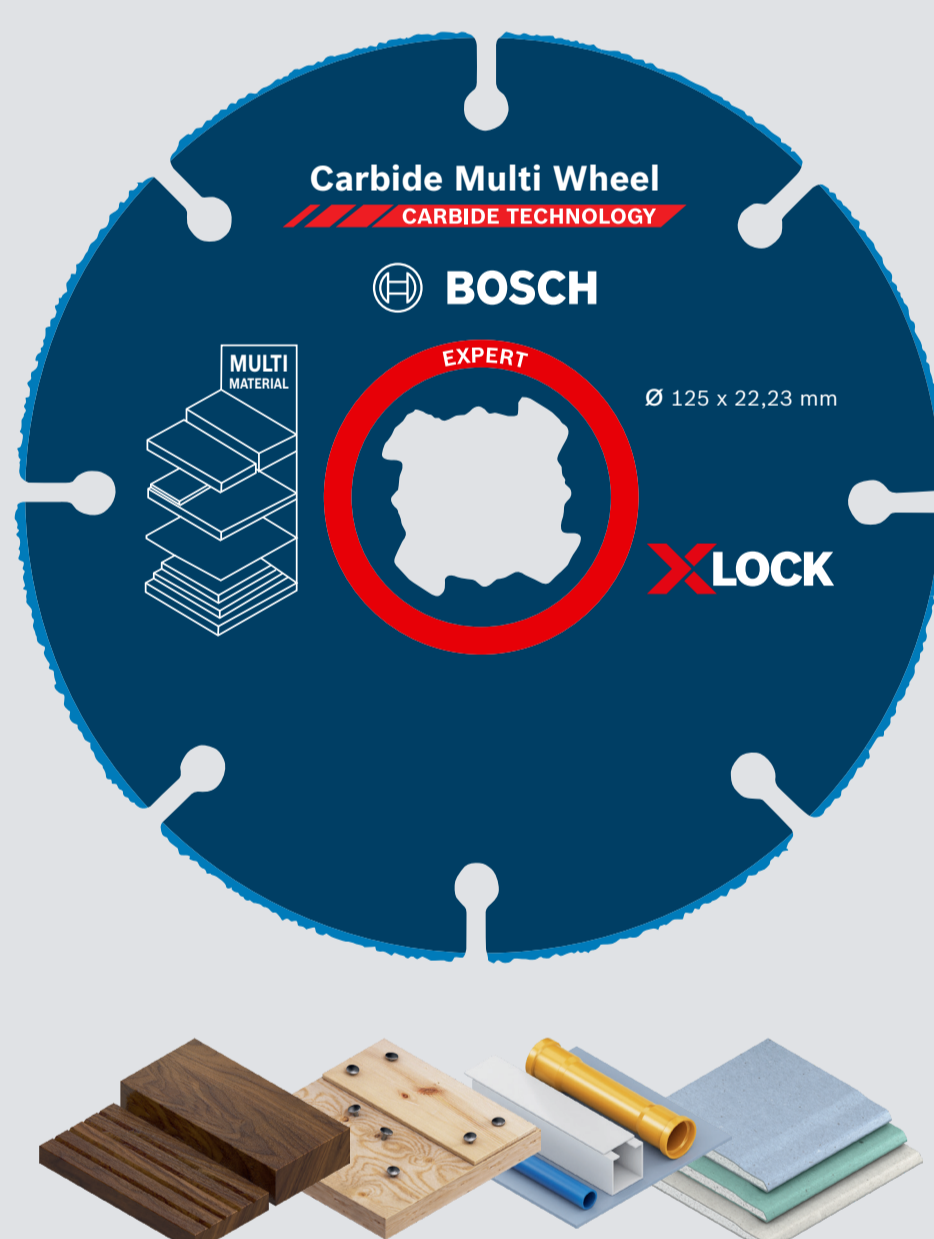 Carbide Multi Wheel
CARBIDE TECHNOLOGY
BOSCH
EXPERT
MULTI
MATERIAL
Ø 125 x 22,23 mm
XLOCK